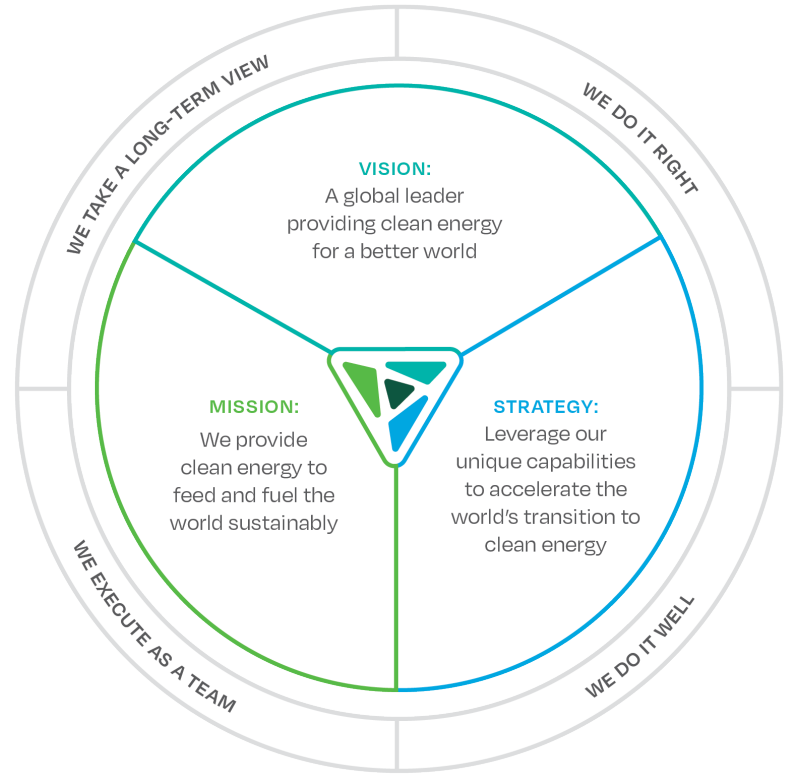 WE TAKE A LONG-TERM VIEW
WE DO IT RIGHT
VISION:
A global leader
providing clean energy
for a better world
MISSION:
We provide
clean energy to
feed and fuel the
world sustainably
STRATEGY:
Leverage our
unique capabilities
to accelerate the
world’s transition to
clean energy
WE EXECUTE AS A TEAM
WE DO IT WELL